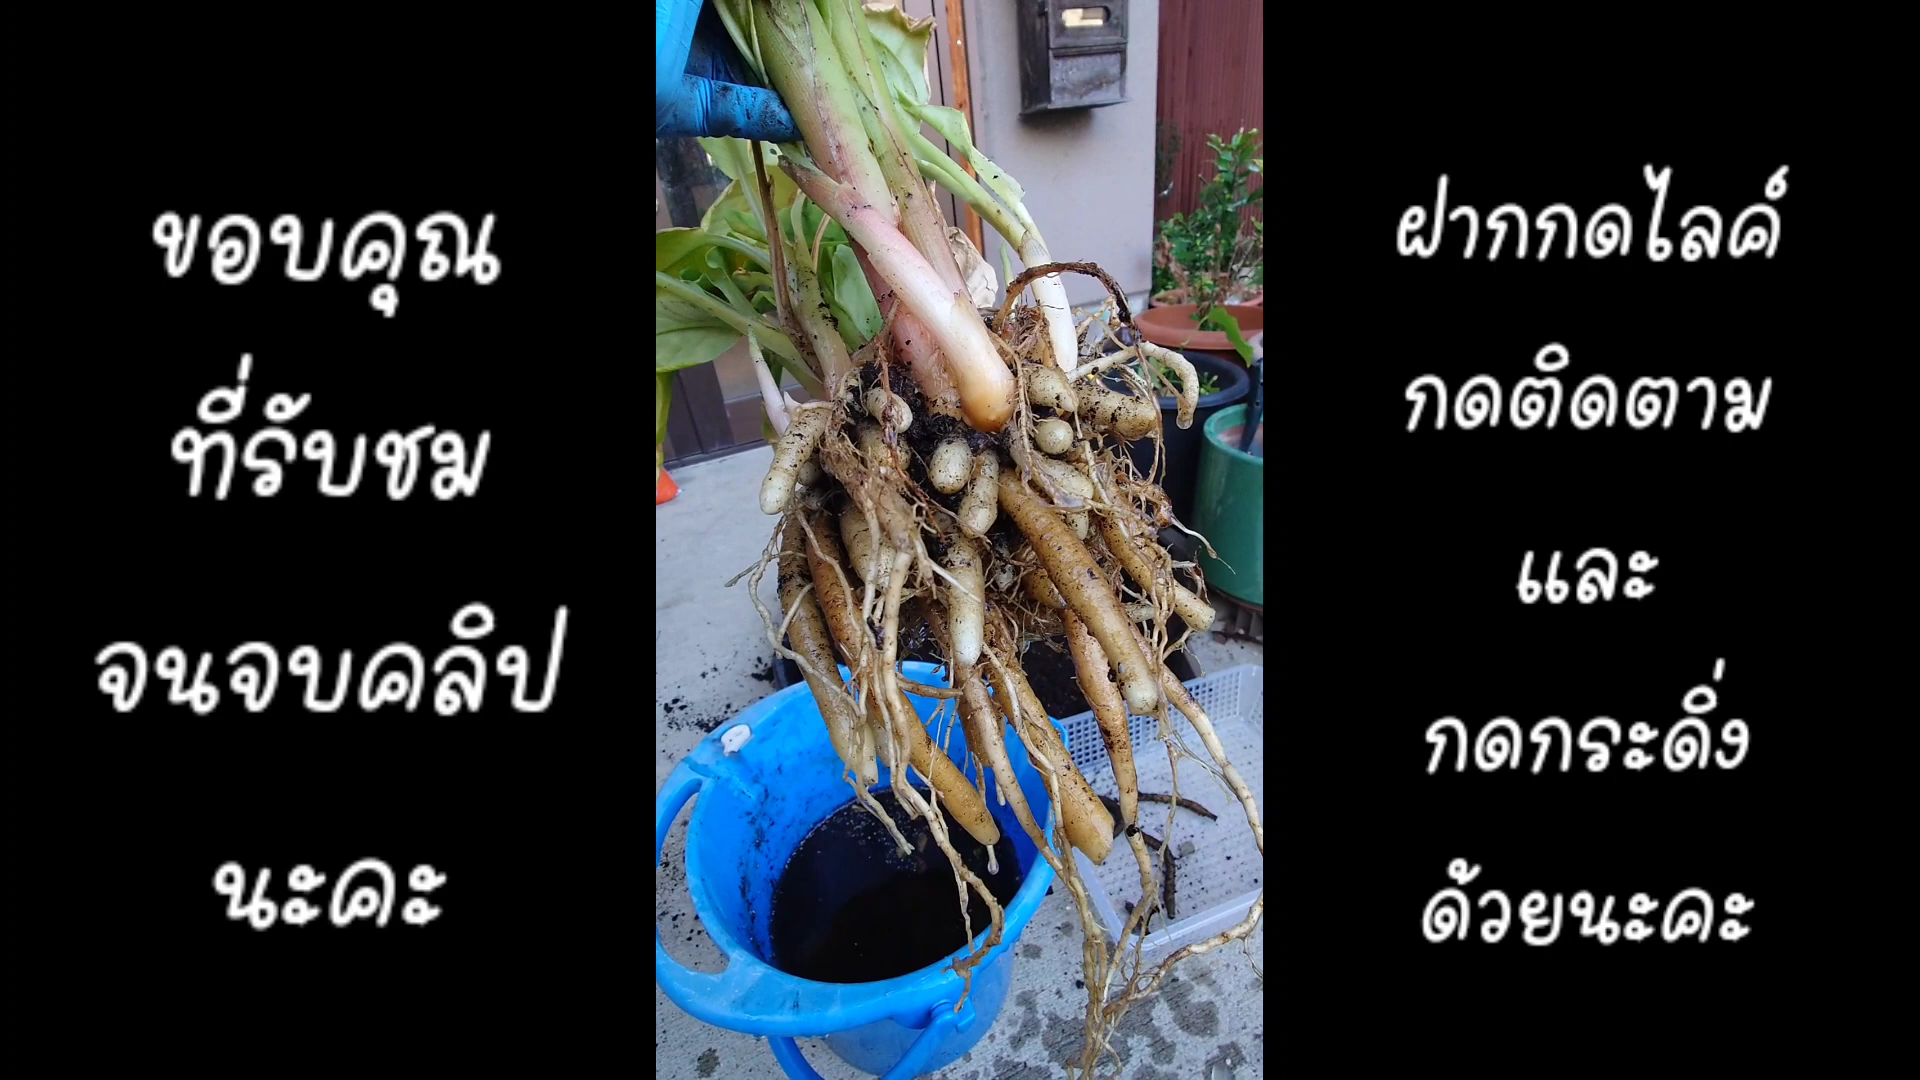 ขอบคุณ
ที่รับชม
จนจบคลิป
นะคะ
ฝากกดไลค์
กดติดตาม
และ
กดกระดิ่ง
ด้วยนะคะ